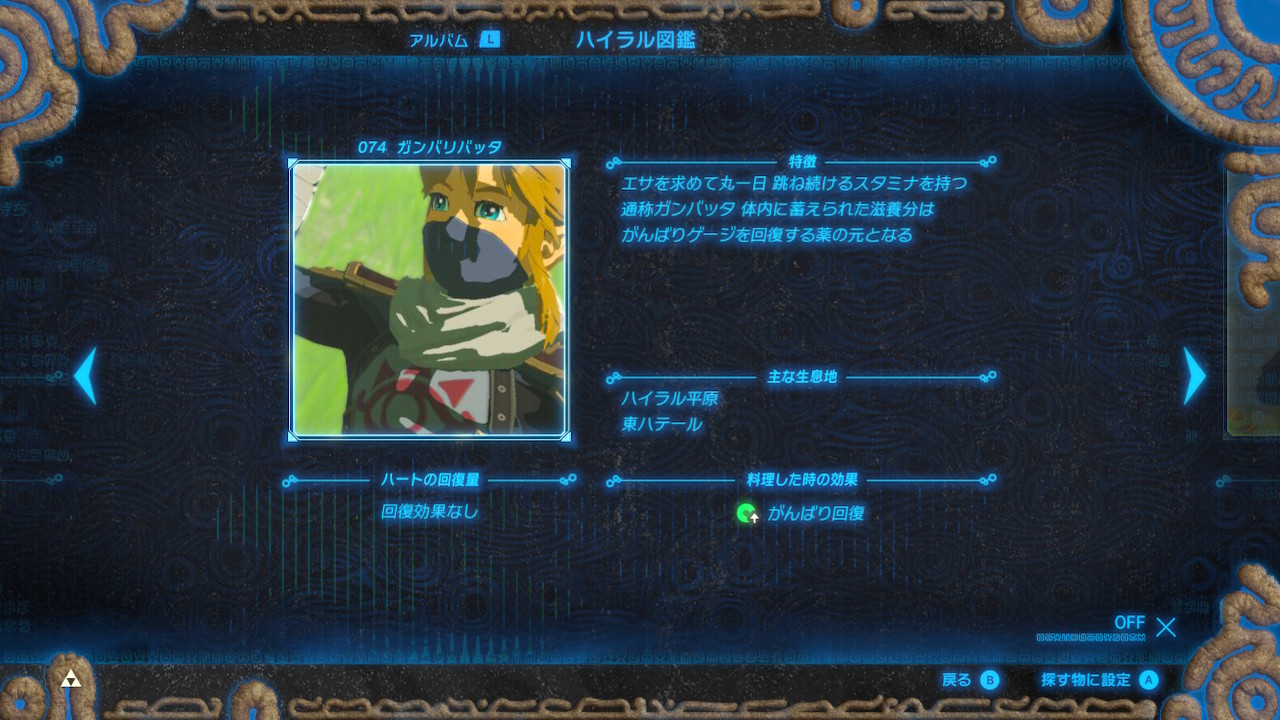 アルバム L
ハイラル図鑑
074 ガンバリバッタ
特徴
エサを求めて丸一日 跳ね続けるスタミナを持つ
通称ガンバッタ 体内に蓄えられた滋養分は
がんばりゲージを回復する薬の元となる
主な生息地
ハイラル平原
東ハテール
ハートの回復量
回復効果なし
料理した時の効果
がんばり回復
OFF
戻る B
探す物に設定 A